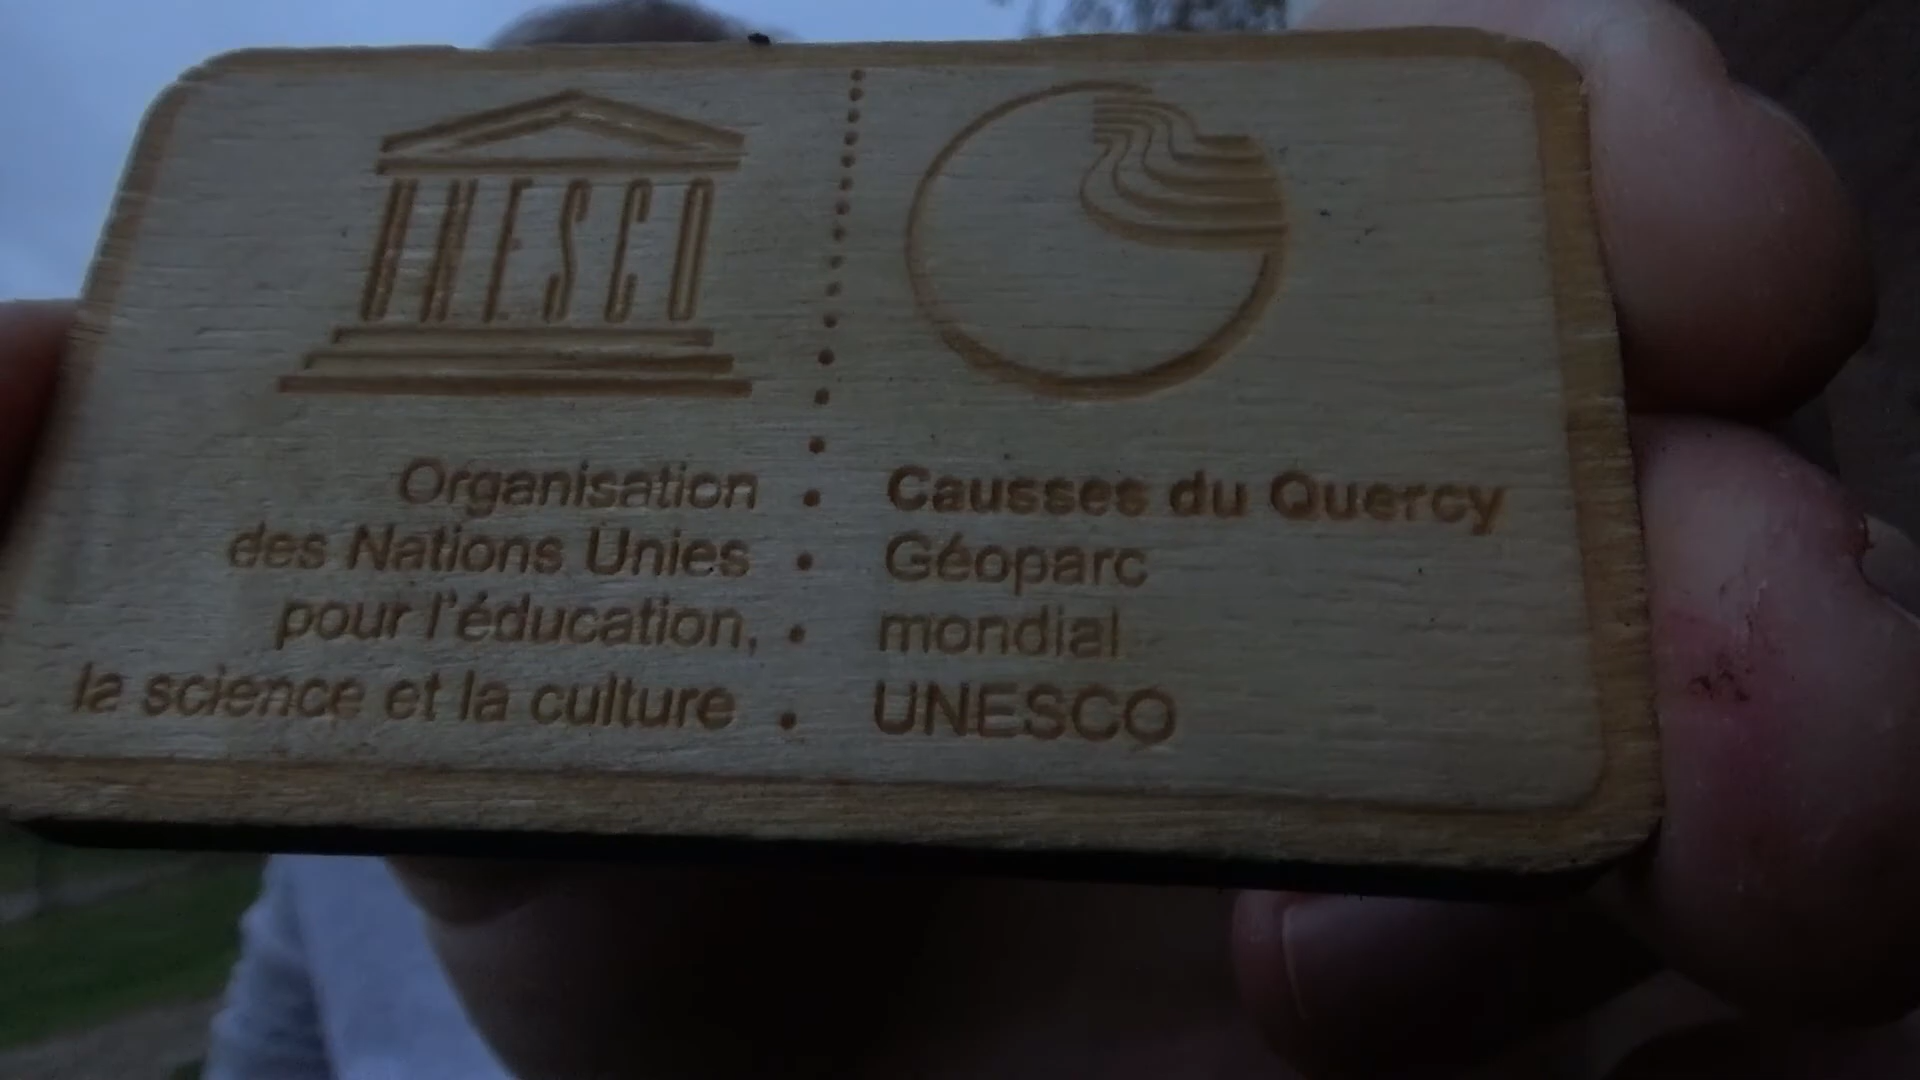 UNESCO
Organisation
des Nations Unies
pour l'éducation,
la science et la culture
Causses du Quercy
Géoparc
mondial
UNESCO